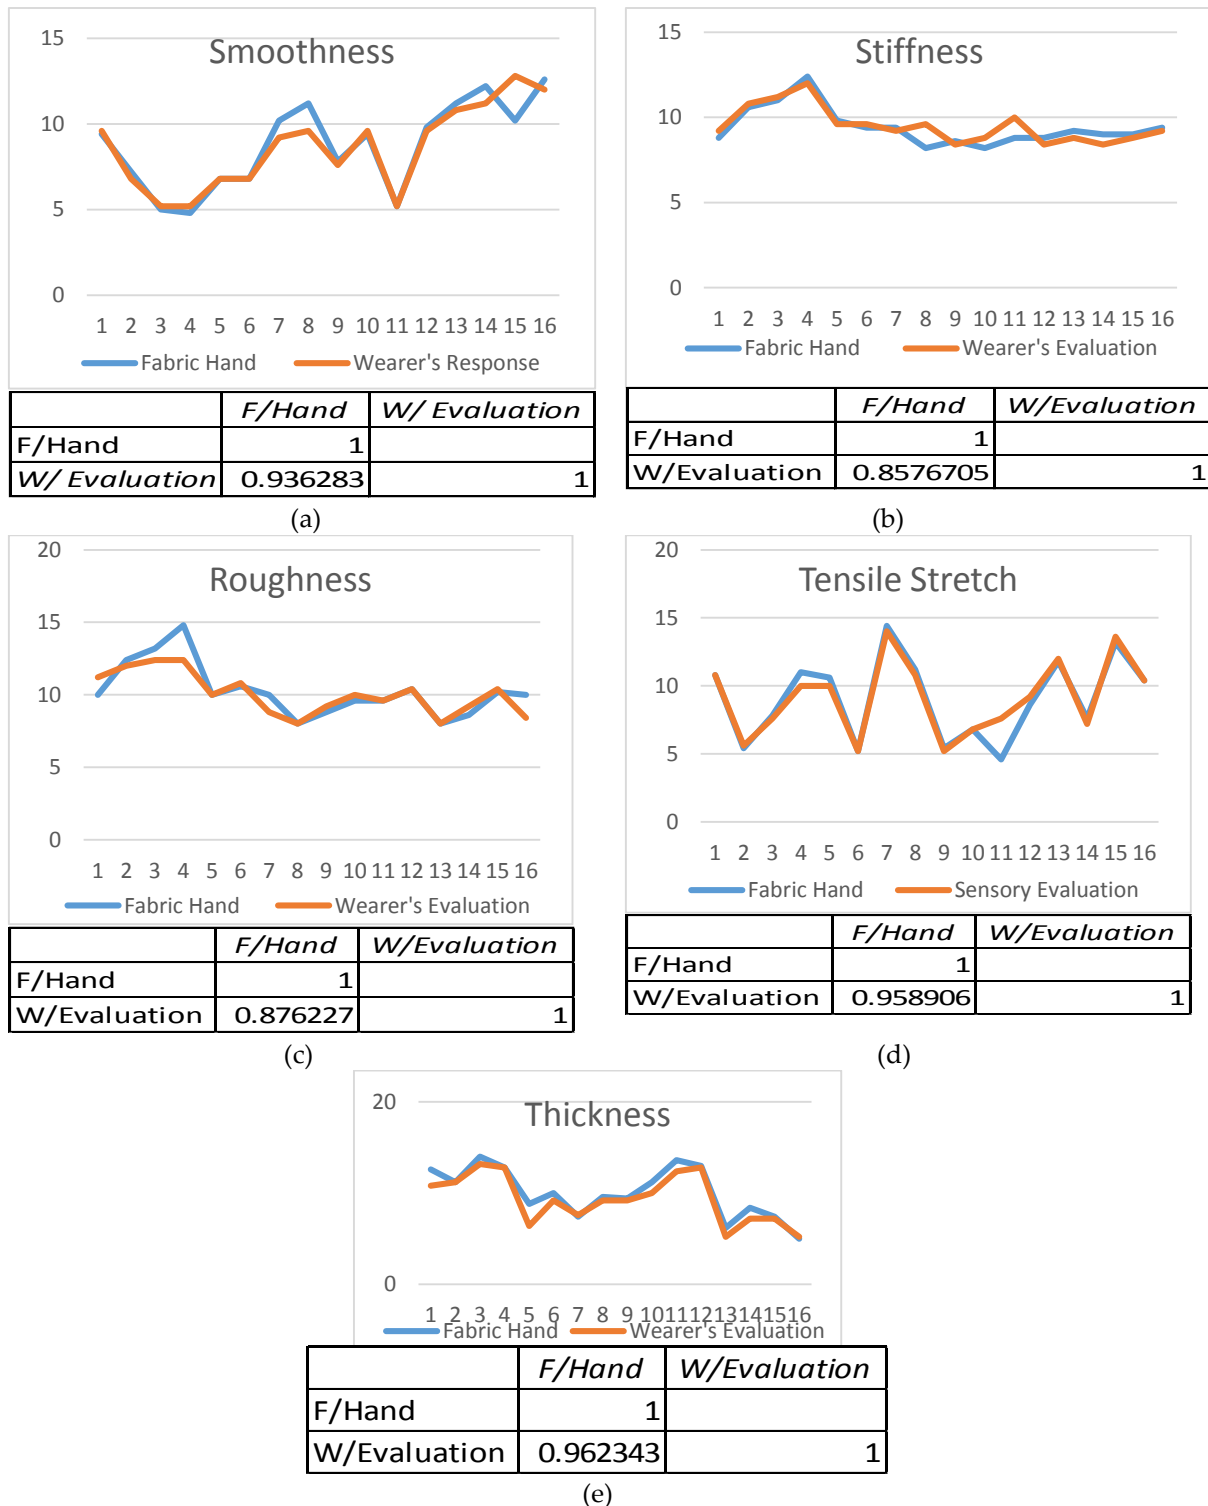 Smoothness
15
10
5
0
1 2 3 4 5 6 7 8 9 10 11 12 13 14 15 16
Fabric Hand Wearer's Response
F/Hand W/ Evaluation
F/Hand 1
W/ Evaluation 0.936283 1
(a)
Stiffness
15
10
5
0
1 2 3 4 5 6 7 8 9 10 11 12 13 14 15 16
Fabric Hand Wearer's Evaluation
F/Hand W/Evaluation
F/Hand 1
W/Evaluation 0.8576705 1
(b)
Roughness
20
15
10
5
0
1 2 3 4 5 6 7 8 9 10 11 12 13 14 15 16
Fabric Hand Wearer's Evaluation
F/Hand W/Evaluation
F/Hand 1
W/Evaluation 0.876227 1
(c)
Tensile Stretch
20
15
10
5
0
1 2 3 4 5 6 7 8 9 10 11 12 13 14 15 16
Fabric Hand Sensory Evaluation
F/Hand W/Evaluation
F/Hand 1
W/Evaluation 0.958906 1
(d)
Thickness
20
0
1 2 3 4 5 6 7 8 9 10 11 12 13 14 15 16
Fabric Hand Wearer's Evaluation
F/Hand W/Evaluation
F/Hand 1
W/Evaluation 0.962343 1
(e)